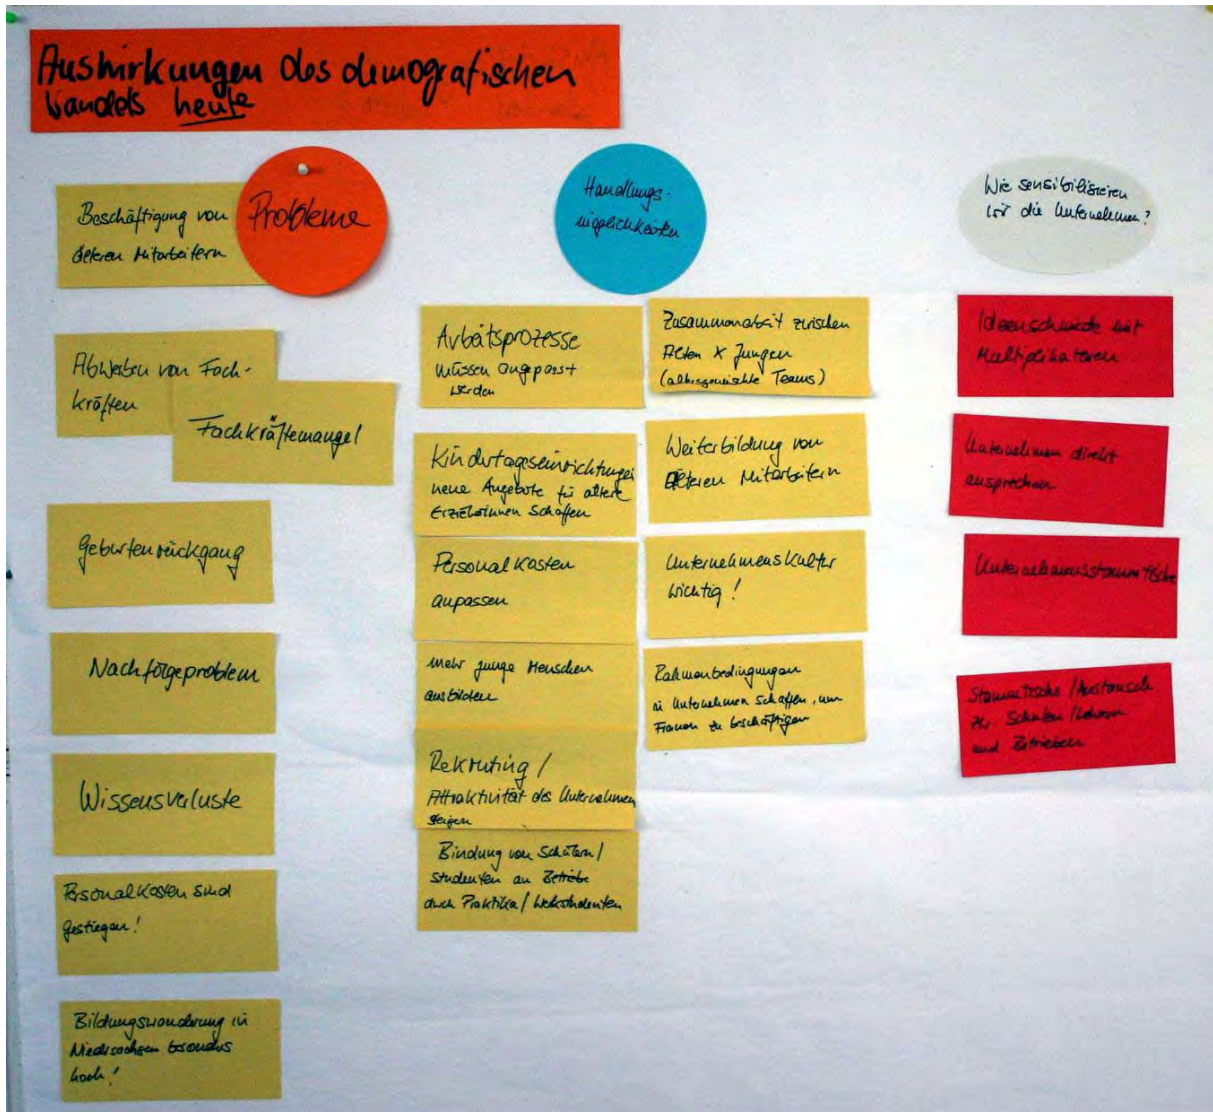 Auswirkungen des demografischen
Wandels heute
Probleme
Beschäftigung von
älteren Mitarbeitern
Abwerben von Fach-
kräften
Fachkräftemangel
Geburtenrückgang
Nachfolgeproblem
Wissensverluste
Personalkosten sind
gestiegen!
Bildungswanderung in
Niedersachsen besonders
hoch!
Handlungs-
möglichkeiten
Arbeitsprozesse
müssen angepasst
werden
Kindertageseinrichtungen
neue Angebote für ältere
Erzieherinnen schaffen
Personalkosten
anpassen
mehr junge Menschen
ausbilden
Rekruting /
Attraktivität des Unternehmen
steigen
Bindung von Schülern /
Studenten an Betriebe
durch Praktika / Werkstudenten
Zusammenarbeit zwischen
Alten x Jungen
(altersgemischte Teams)
Weiterbildung von
älteren Mitarbeitern
Unternehmenskultur
wichtig!
Rahmenbedingungen
in Unternehmen schaffen, um
Frauen zu beschäftigen
Wie sensibilisieren
wir die Unternehmen?
Ideenschmiede mit
Multiplikatoren
Unternehmen direkt
ansprechen
Unternehmensstammtische
Stammtische / Austausch
zw. Schulen / Lehrern
und Betrieben